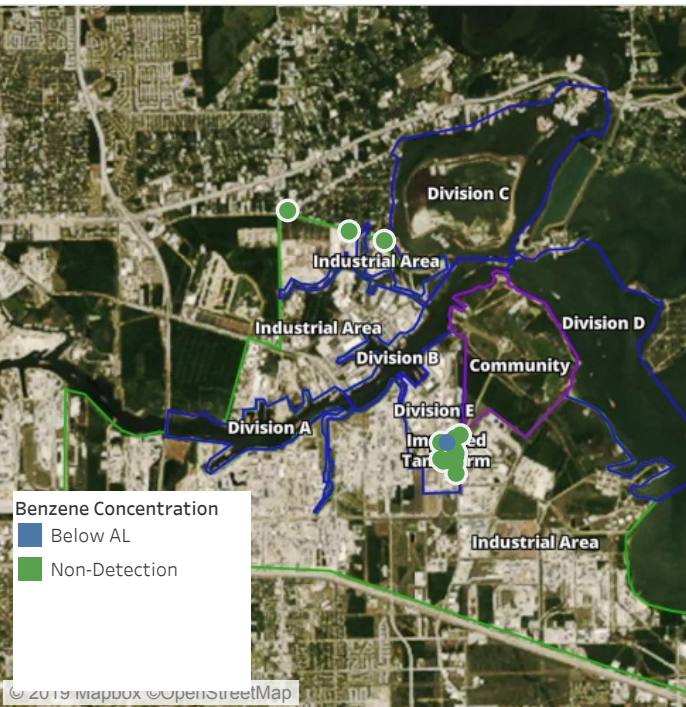 Division C
Industrial Area
Industrial Area
Division D
Division B
Community
Division E
Division A
Industrial Area
Benzene Concentration
Below AL
Non-Detection
© 2019 Mapbox ©OpenStreetMap